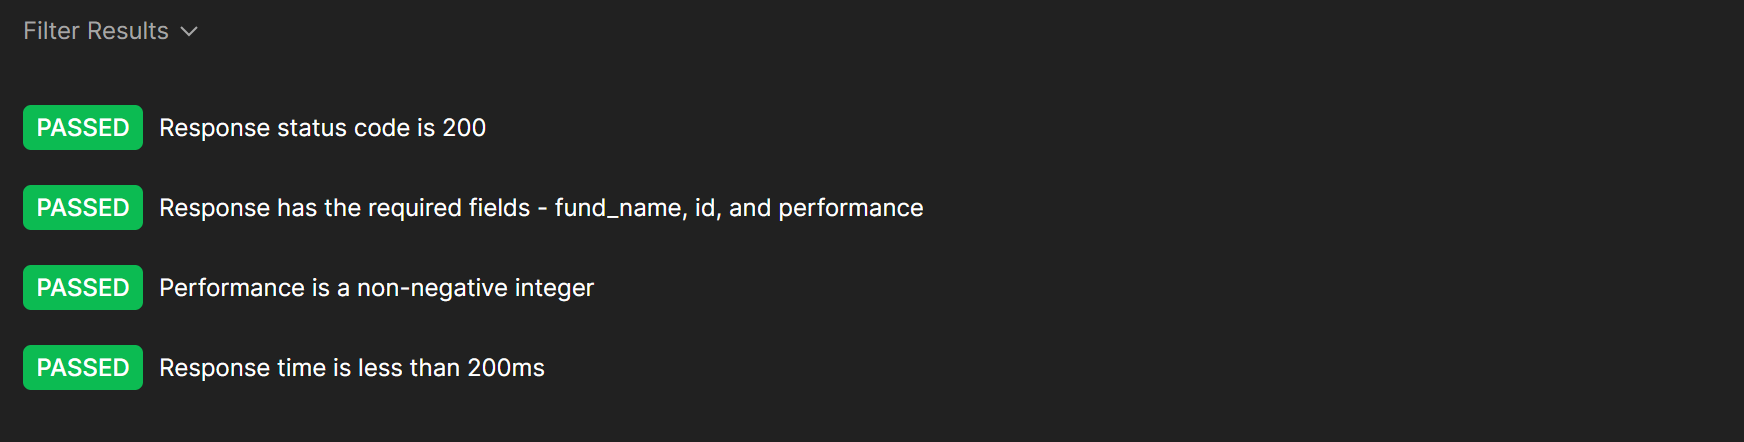 Filter Results
PASSED Response status code is 200
PASSED Response has the required fields - fund_name, id, and performance
PASSED Performance is a non-negative integer
PASSED Response time is less than 200ms